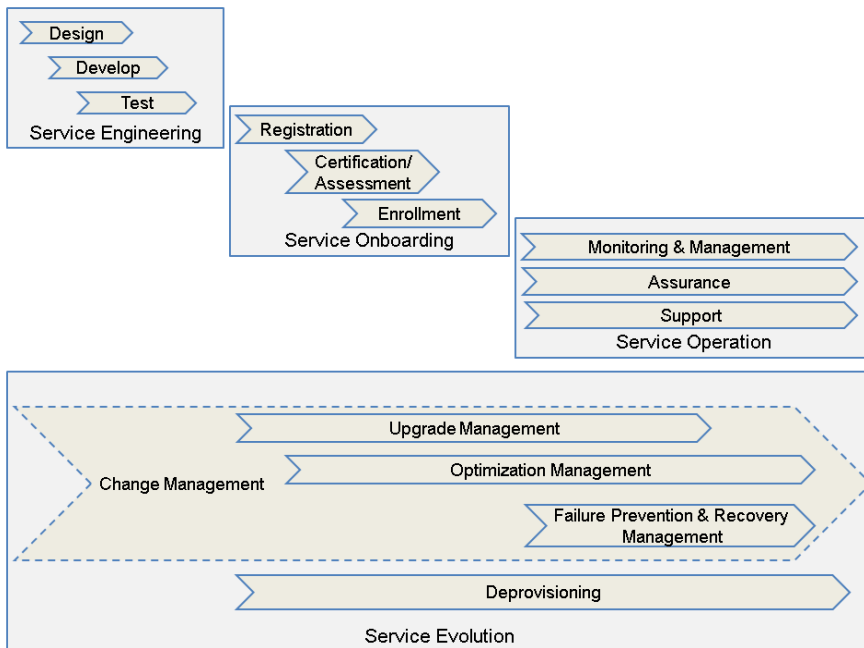 Design
Develop
Test
Service Engineering
Registration
Certification/
Assessment
Enrollment
Service Onboarding
Monitoring & Management
Assurance
Support
Service Operation
Upgrade Management
Optimization Management
Change Management
Failure Prevention & Recovery
Management
Deprovisioning
Service Evolution